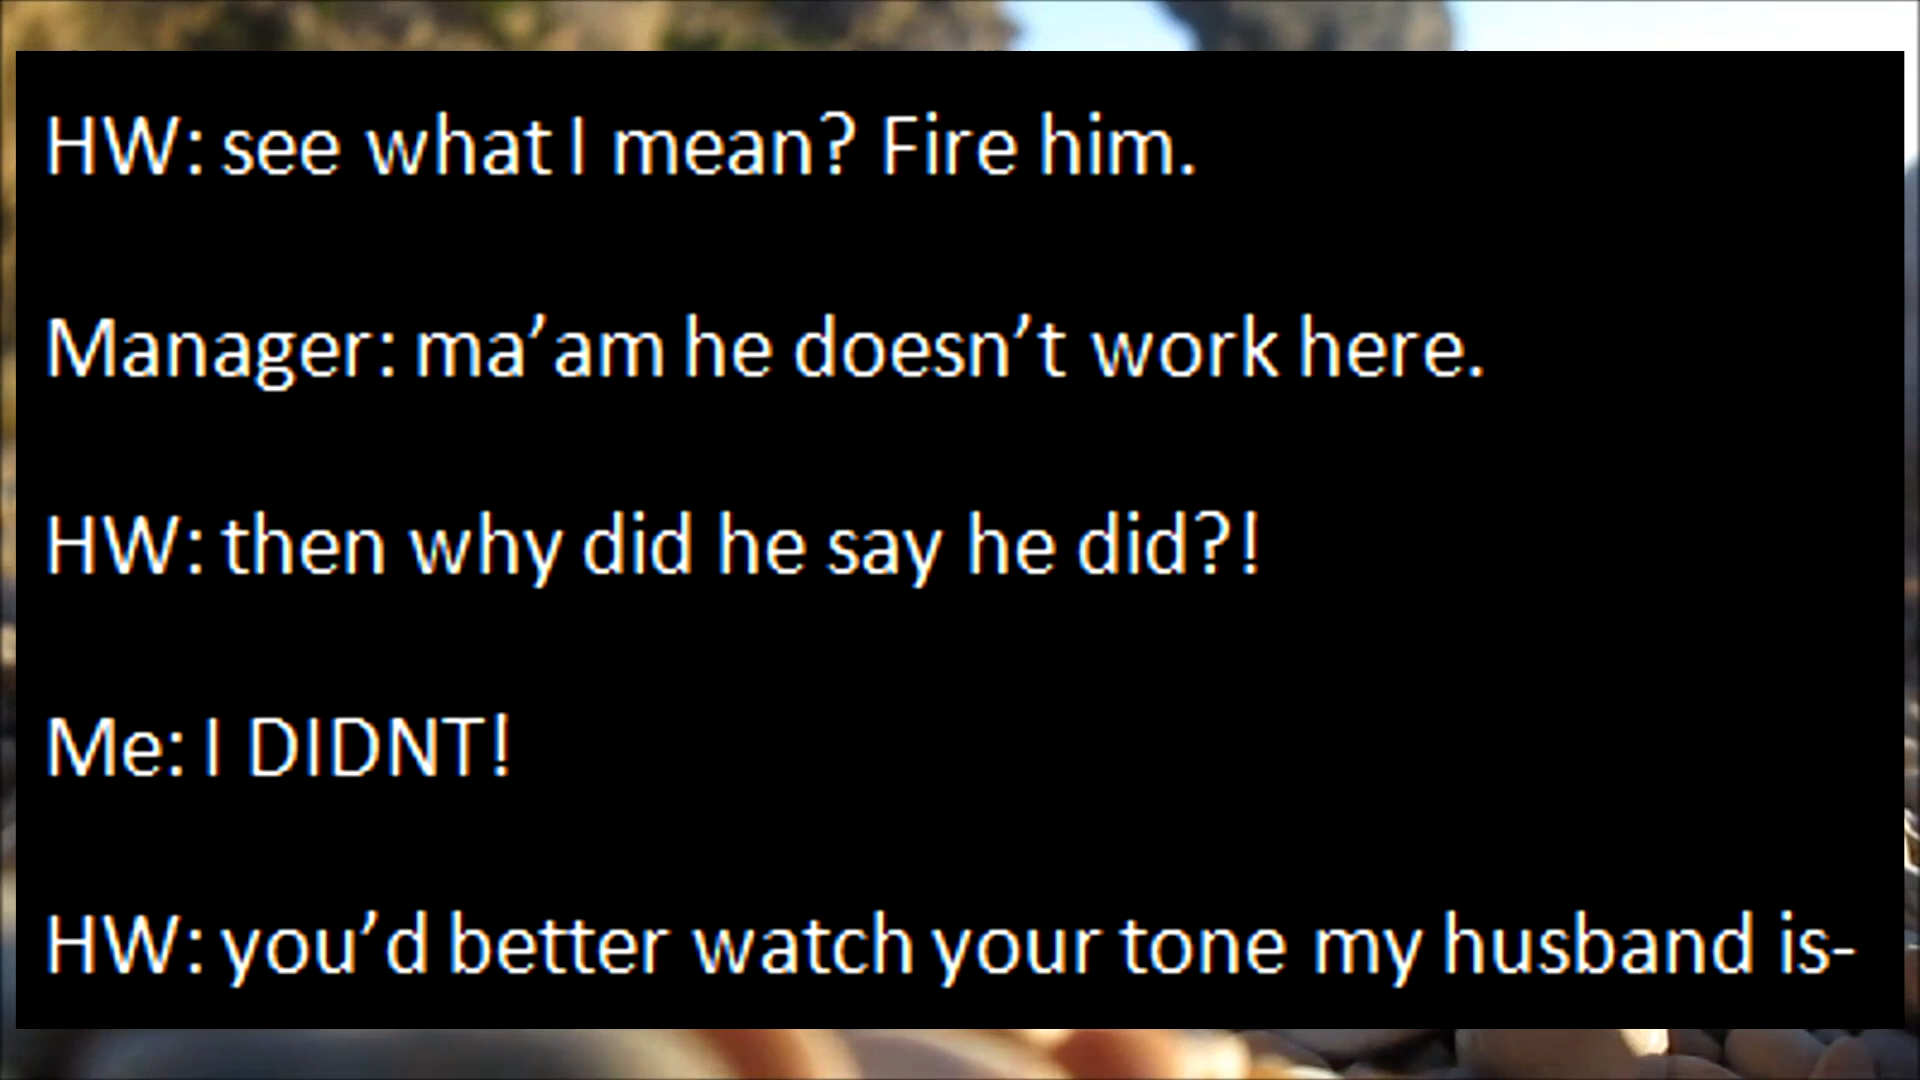 HW: see what I mean? Fire him.
Manager: ma’am he doesn’t work here.
HW: then why did he say he did?!
Me: I DIDNT!
HW: you’d better watch your tone my husband is-